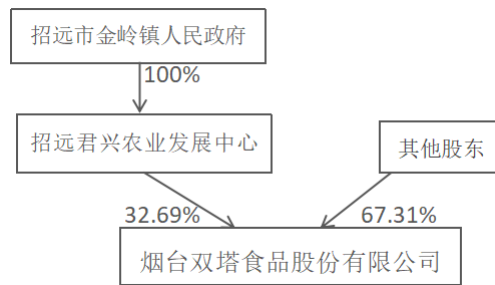 招远市金岭镇人民政府
100%
招远君兴农业发展中心
其他股东
32.69%
67.31%
烟台双塔食品股份有限公司